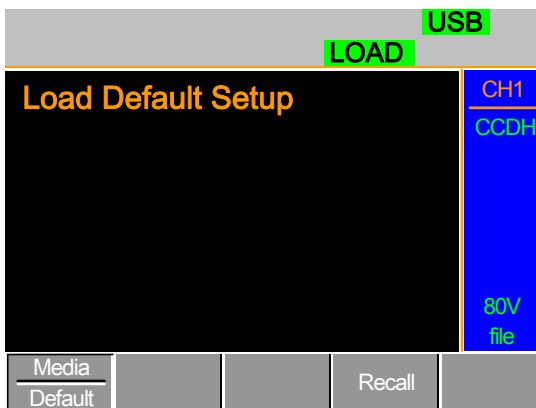 USB
LOAD
Load Default Setup
CH1
CCDH
80V
file
Media
Default
Recall